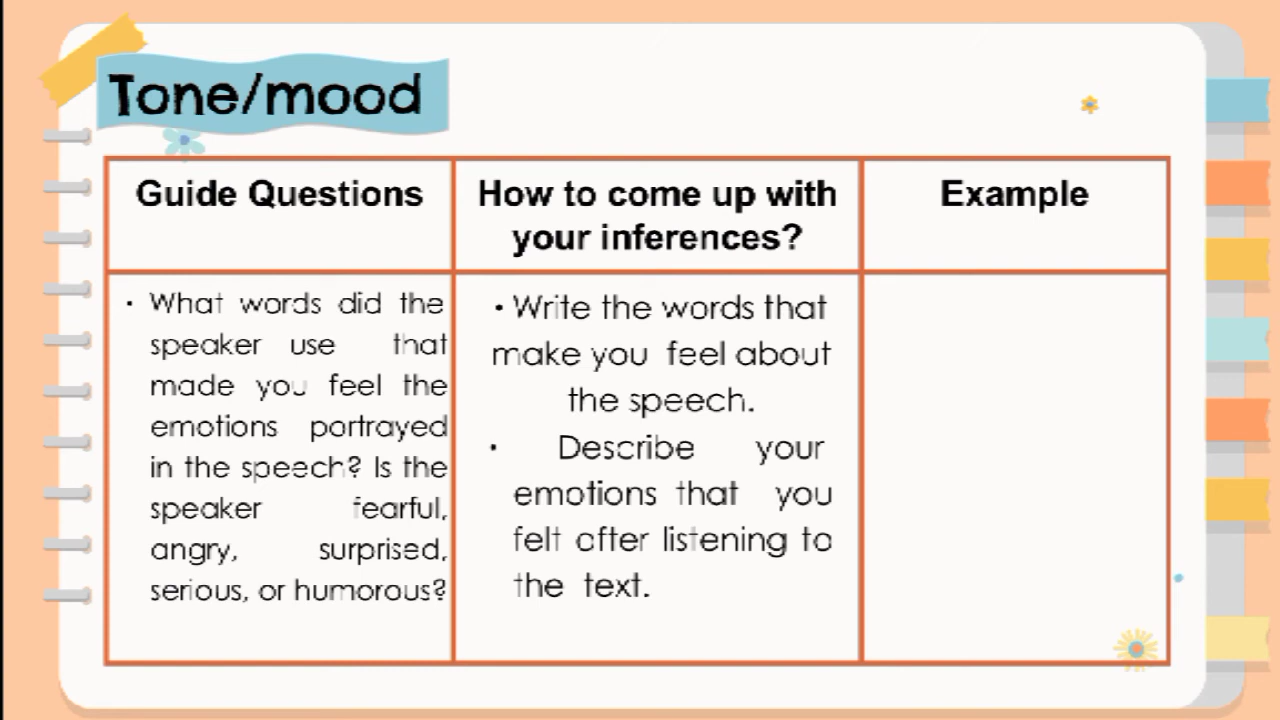 Tone/mood
Guide Questions
How to come up with
your inferences?
Example
• What words did the
speaker use that
made you feel the
emotions portrayed
in the speech? Is the
speaker fearful,
angry, surprised,
serious, or humorous?
• Write the words that
make you feel about
the speech.
• Describe your
emotions that you
felt after listening to
the text.